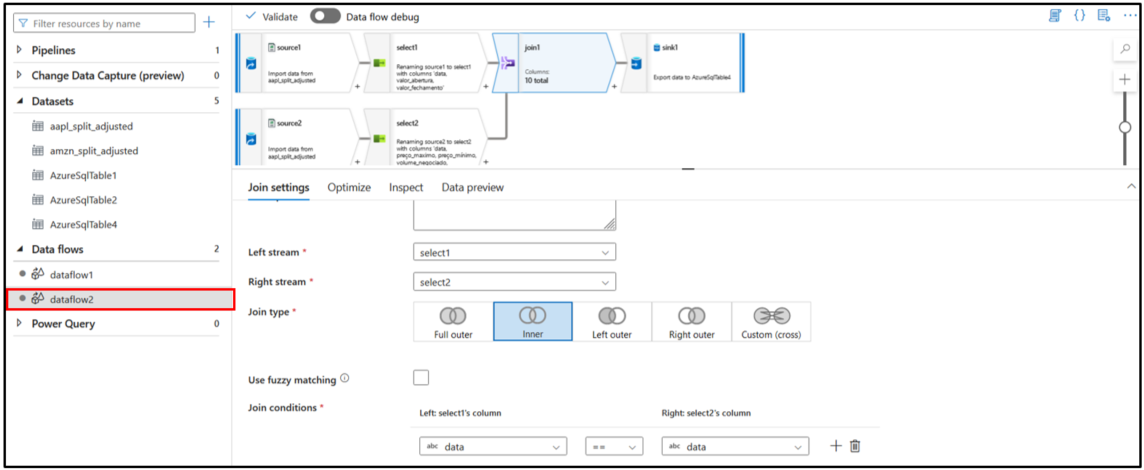 Filter resources by name
Validate
Data flow debug
Pipelines 1
Change Data Capture (preview) 0
Datasets 5
aapl_split_adjusted
amzn_split_adjusted
AzureSqlTable1
AzureSqlTable2
AzureSqlTable4
Data flows 2
dataflow1
dataflow2
Power Query 0
source1
Import data from
aapl_split_adjusted
select1
Renaming source1 to select1
with columns 'data,
valor_abertura,
valor_fechamento'
join1
Columns:
10 total
sink1
Export data to AzureSqlTable4
source2
Import data from
aapl_split_adjusted
select2
Renaming source2 to select2
with columns 'data,
preço_maximo, preço_minimo,
volume_negociado,
Join settings Optimize Inspect Data preview
Left stream * select1
Right stream * select2
Join type *
Full outer Inner Left outer Right outer Custom (cross)
Use fuzzy matching
Join conditions * Left: select1's column Right: select2's column
abc data == abc data